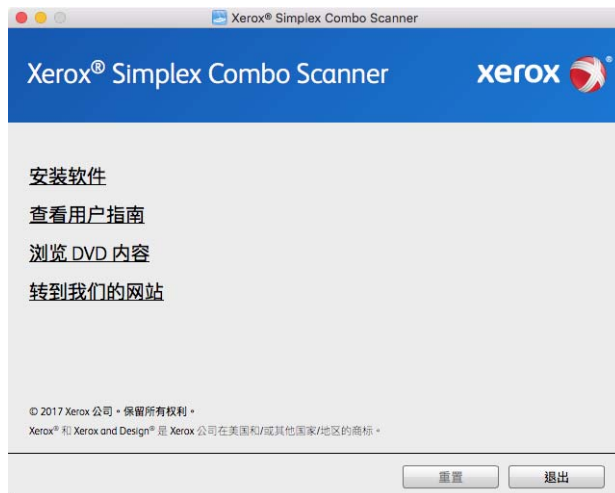 Xerox® Simplex Combo Scanner
Xerox® Simplex Combo Scanner
xerox
安装软件
查看用户指南
浏览 DVD 内容
转到我们的网站
© 2017 Xerox 公司。保留所有权利。
Xerox® 和 Xerox and Design® 是 Xerox 公司在美国和/或其他国家/地区的商标。
重置
退出